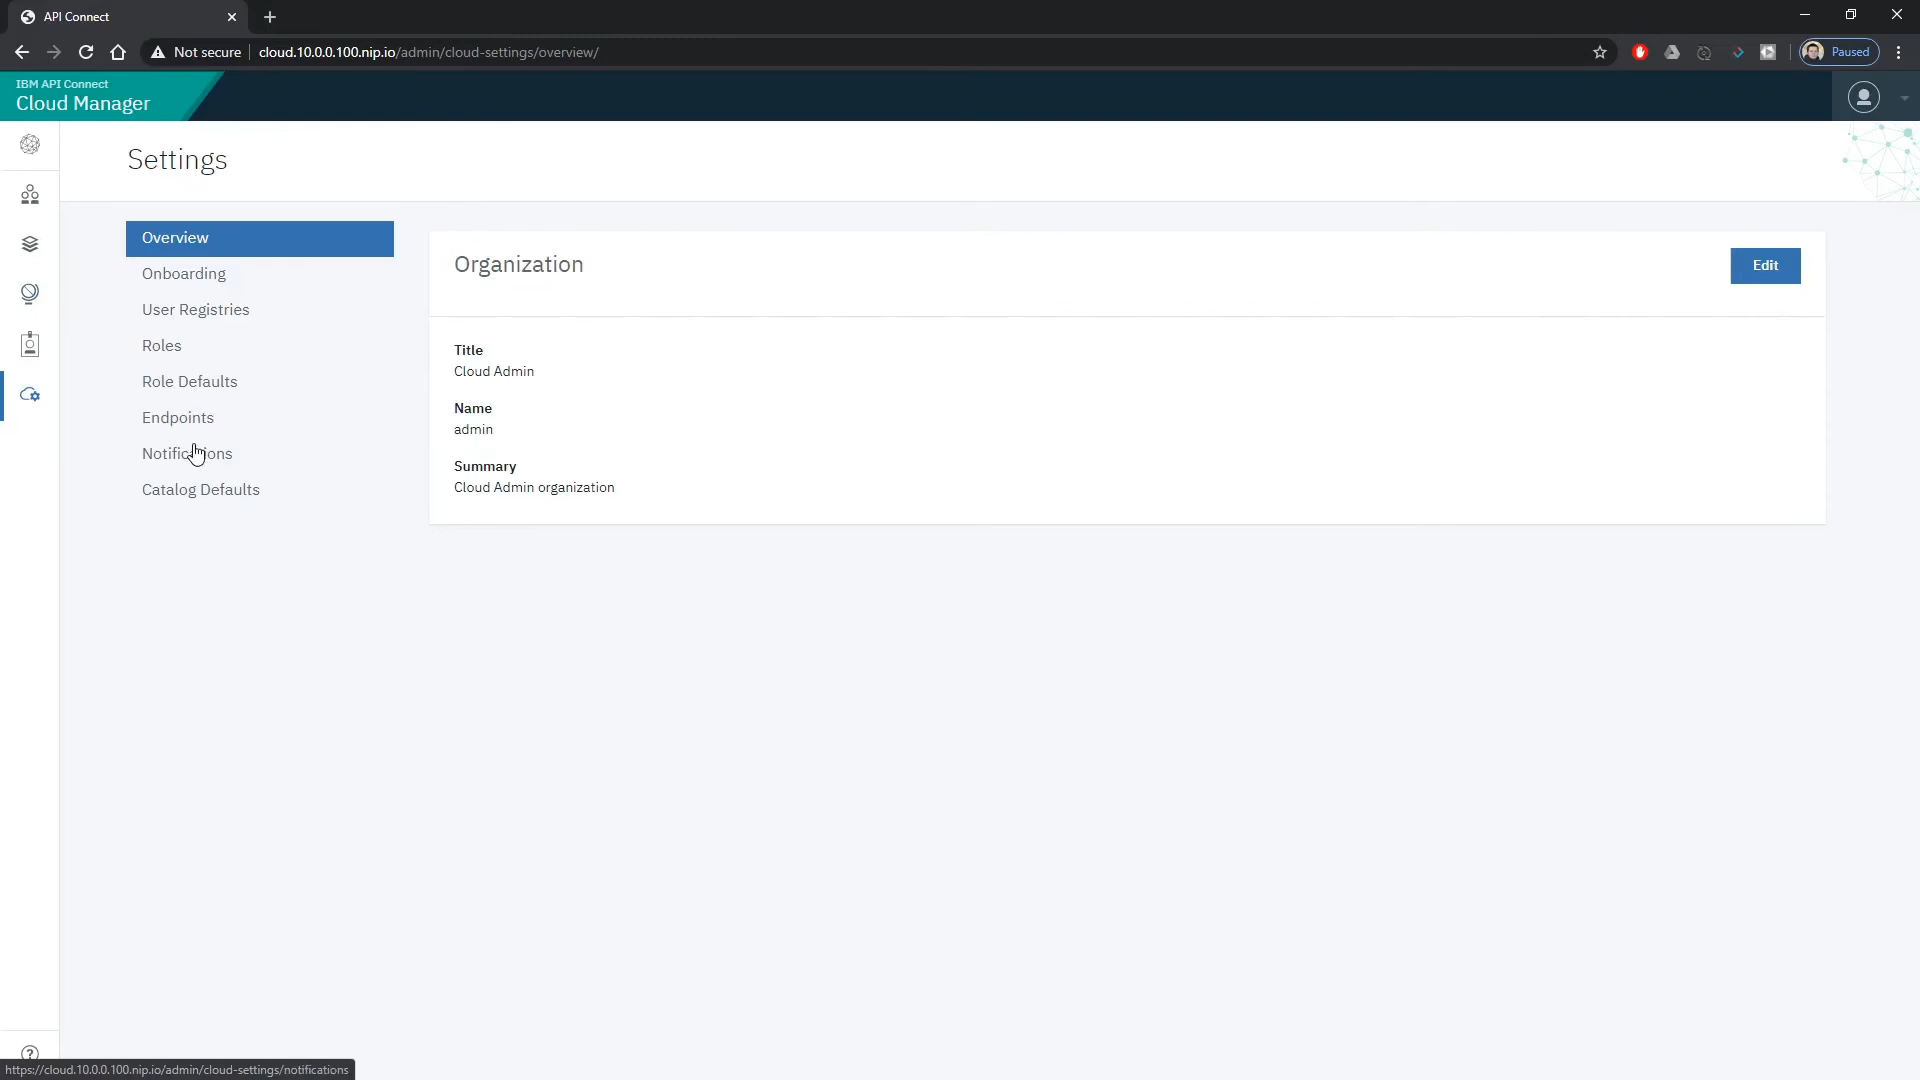 API Connect
Not secure
cloud.10.0.0.100.nip.io/admin/cloud-settings/overview/
Paused
IBM API Connect
Cloud Manager
Settings
Overview
Onboarding
User Registries
Roles
Role Defaults
Endpoints
Notifications
Catalog Defaults
Organization
Edit
Title
Cloud Admin
Name
admin
Summary
Cloud Admin organization
?
https://cloud.10.0.0.100.nip.io/admin/cloud-settings/notifications